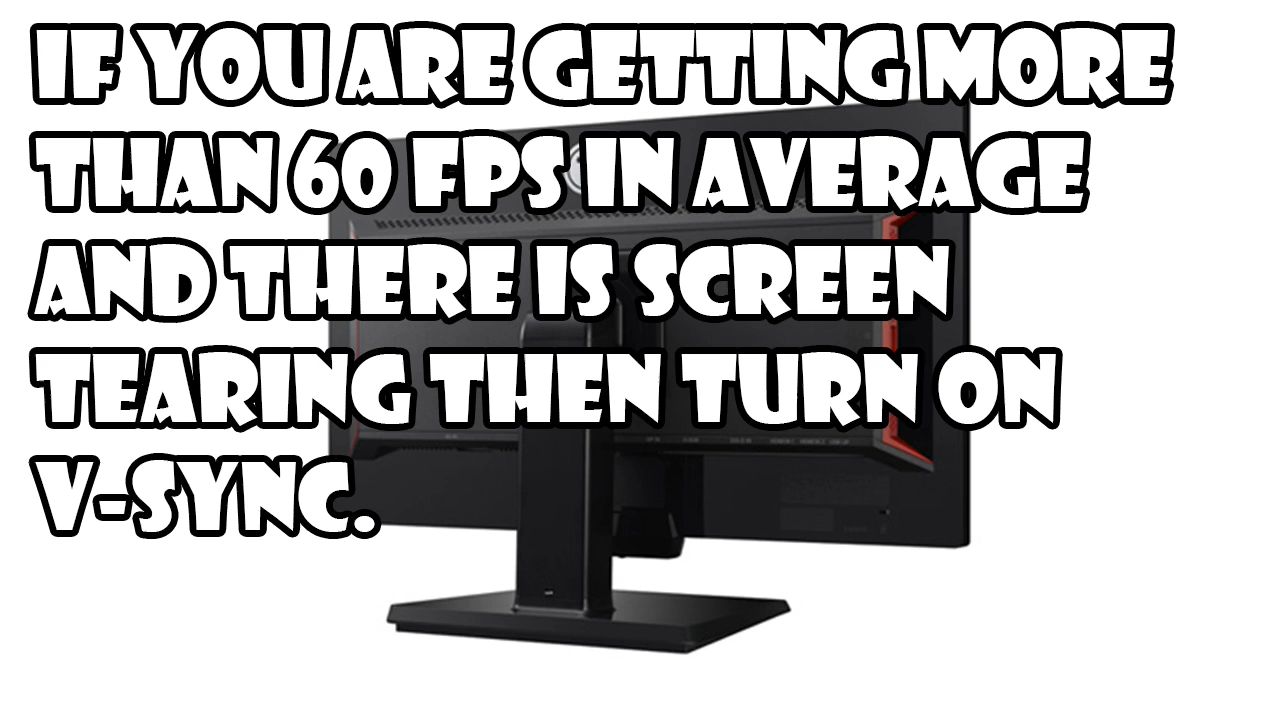 IF YOU ARE GETTING MORE
THAN 60 FPS IN AVERAGE
AND THERE IS SCREEN
TEARING THEN TURN ON
V-SYNC.